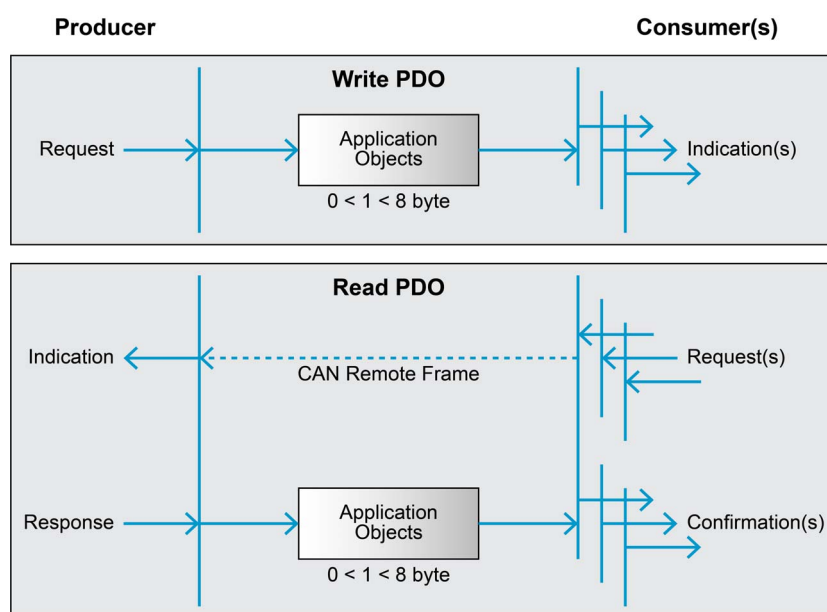 Producer
Consumer(s)
Write PDO
Request
Application
Objects
Indication(s)
0 < 1 < 8 byte
Read PDO
Indication
CAN Remote Frame
Request(s)
Response
Application
Objects
Confirmation(s)
0 < 1 < 8 byte